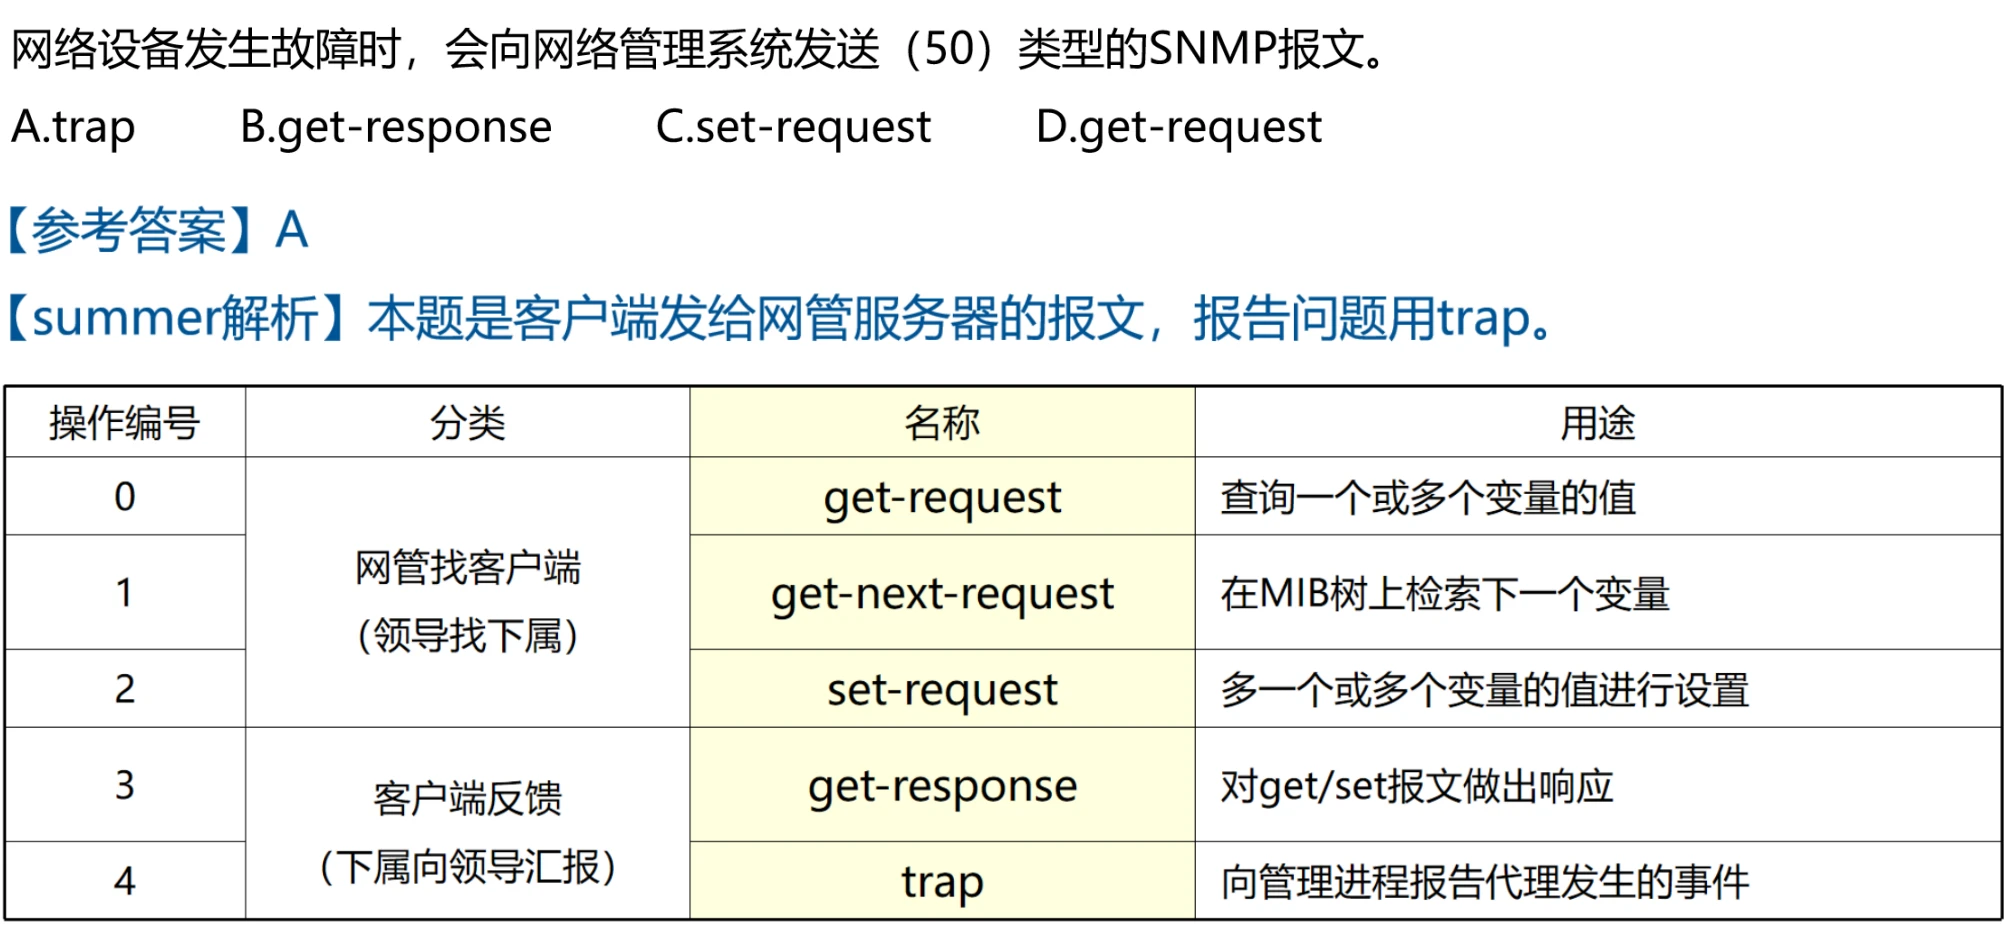 网络设备发生故障时，会向网络管理系统发送（50）类型的SNMP报文。
A.trap B.get-response C.set-request D.get-request
【参考答案】A
【summer解析】本题是客户端发给网管服务器的报文，报告问题用trap。
操作编号 分类 名称 用途
0 get-request 查询一个或多个变量的值
网管找客户端
1 get-next-request 在MIB树上检索下一个变量
（领导找下属）
2 set-request 多一个或多个变量的值进行设置
3 get-response 对get/set报文做出响应
客户端反馈
（下属向领导汇报）
4 trap 向管理进程报告代理发生的事件